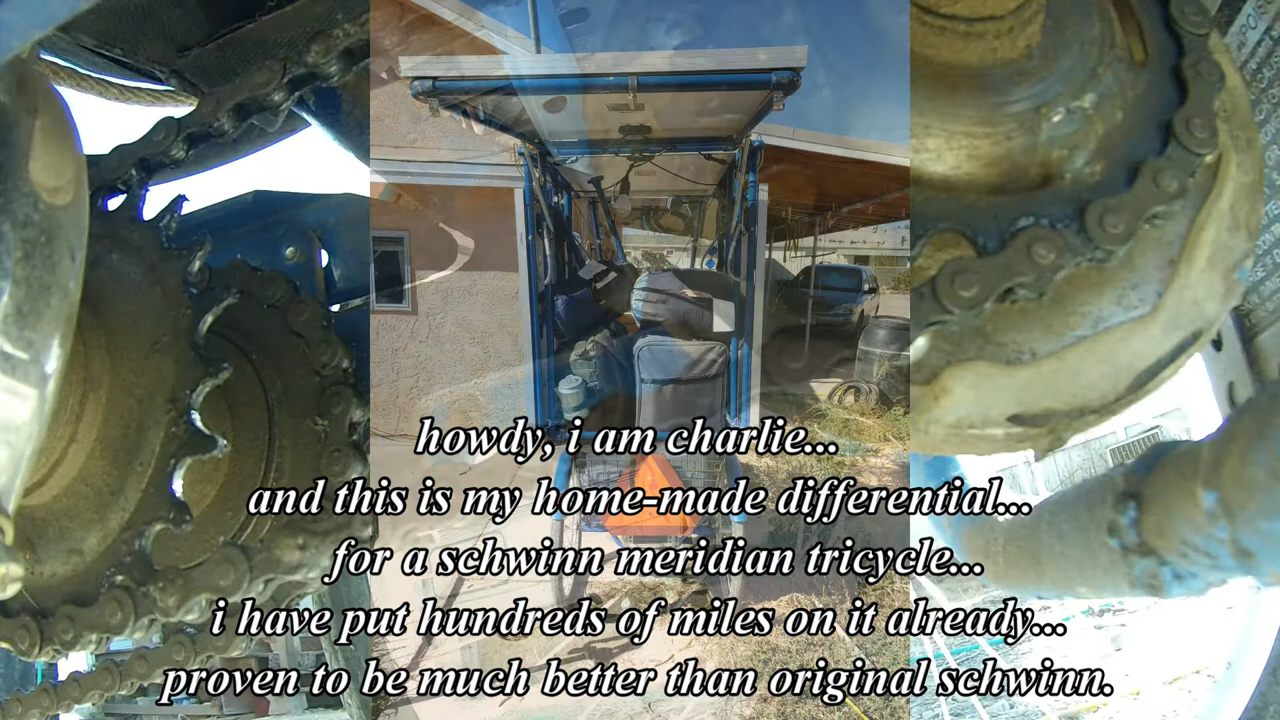 howdy, i am charlie...
and this is my home-made differential...
for a schwinn meridian tricycle...
i have put hundreds of miles on it already...
proven to be much better than original schwinn.